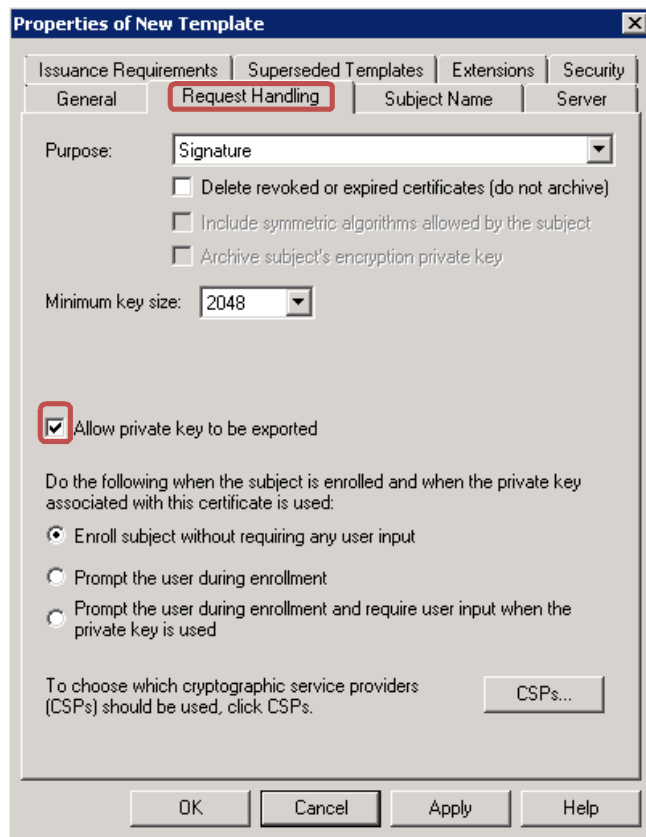 Properties of New Template
Issuance Requirements Superseded Templates Extensions Security
General Request Handling Subject Name Server
Purpose: Signature
Delete revoked or expired certificates (do not archive)
Include symmetric algorithms allowed by the subject
Archive subject's encryption private key
Minimum key size: 2048
Allow private key to be exported
Do the following when the subject is enrolled and when the private key
associated with this certificate is used:
Enroll subject without requiring any user input
Prompt the user during enrollment
Prompt the user during enrollment and require user input when the
private key is used
To choose which cryptographic service providers
(CSPs) should be used, click CSPs.
CSPs...
OK Cancel Apply Help